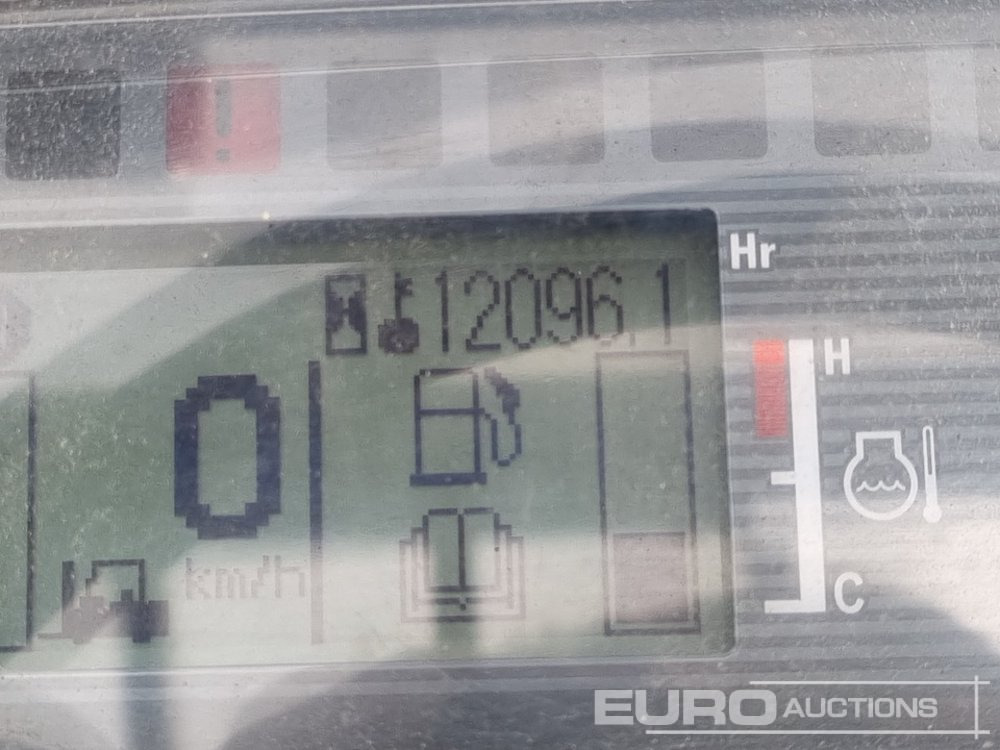 Hr
12096.1
H
0
km/h
C
EURO AUCTIONS